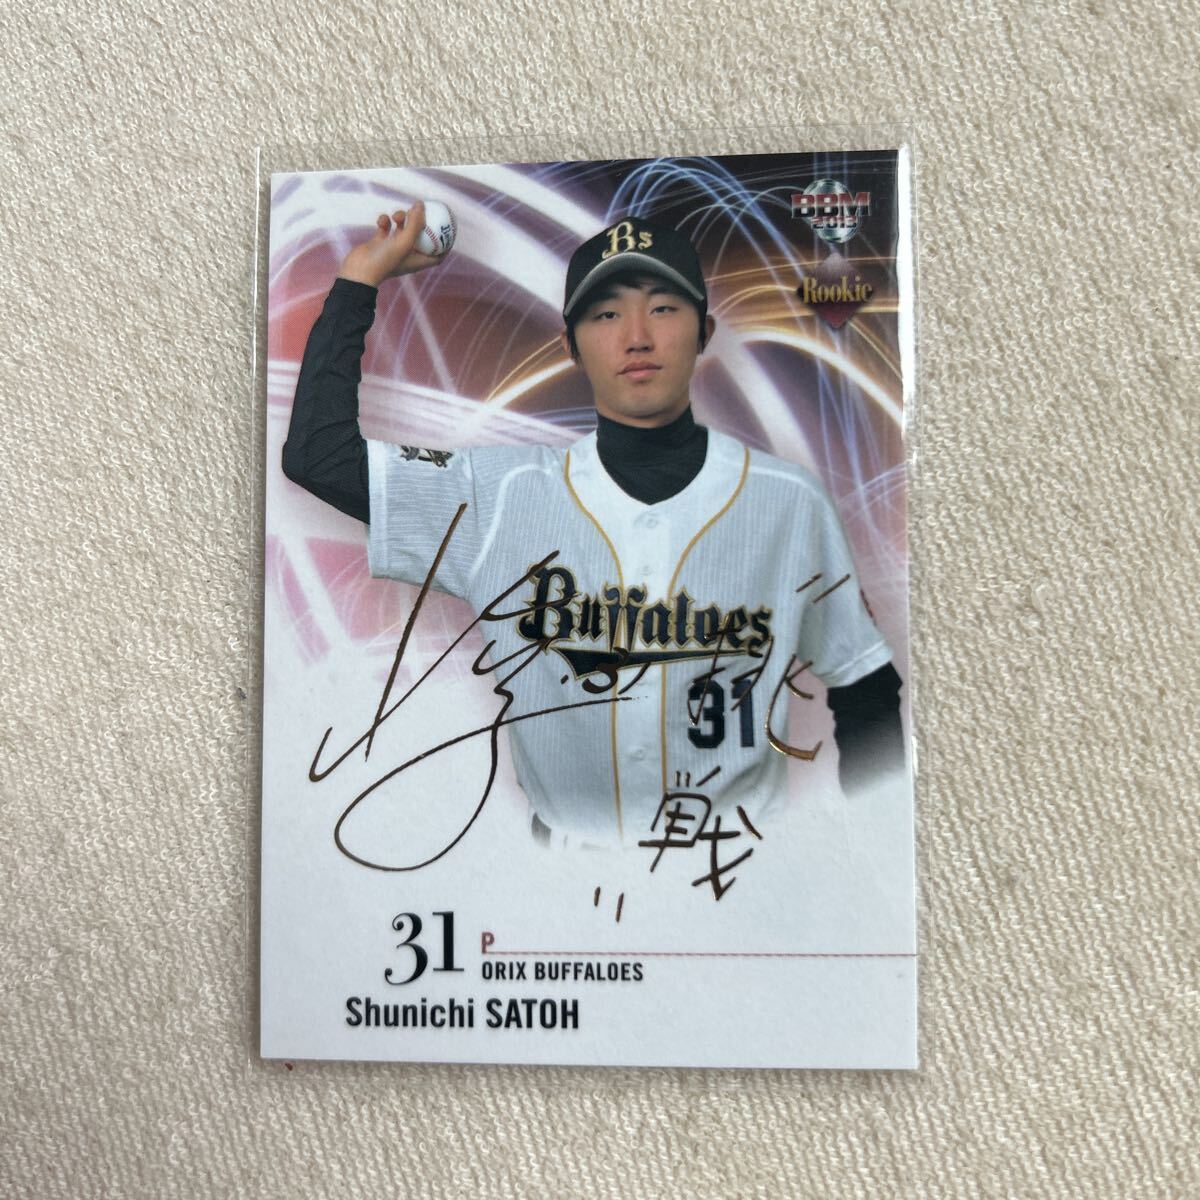 Bs
BBM
2013
Rookie
Buffaloes
31
"挑
戦"
31 P
ORIX BUFFALOES
Shunichi SATOH